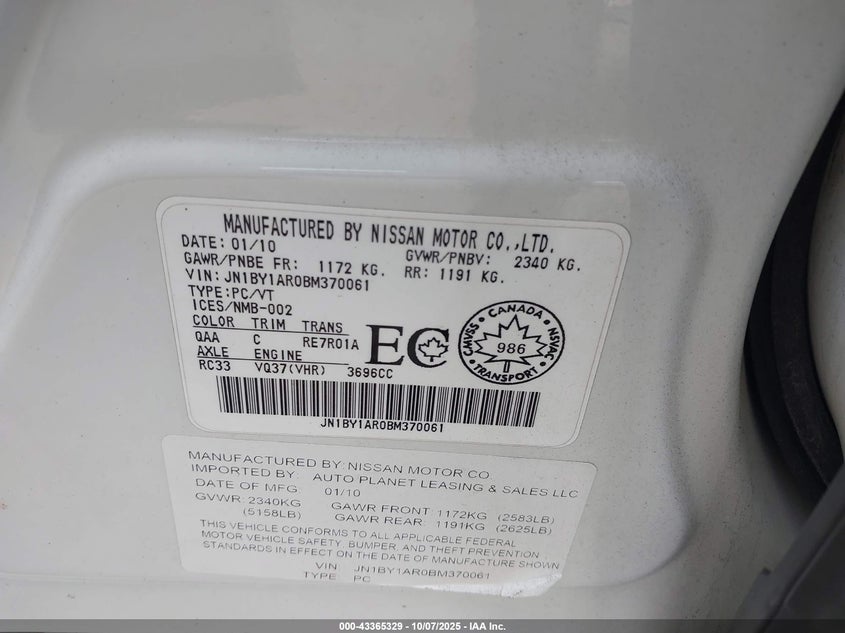 MANUFACTURED BY NISSAN MOTOR CO.,LTD.
DATE: 01/10 GVWR/PNBV: 2340 KG.
GAWR/PNBE FR: 1172 KG. RR: 1191 KG.
VIN: JN1BY1AR0BM370061
TYPE:PC/VT
ICES/NMB-002
COLOR TRIM TRANS
QAA C RE7R01A
AXLE ENGINE
RC33 VQ37(VHR) 3696CC
EC
CANADA
CMVSS 986 NSVAC
TRANSPORT
JN1BY1AR0BM370061
MANUFACTURED BY: NISSAN MOTOR CO.
IMPORTED BY: AUTO PLANET LEASING & SALES LLC
DATE OF MFG 01/10
GVWR: 2340KG GAWR FRONT 1172KG (2583LB)
(5158LB) GAWR REAR 1191KG (2625LB)
THIS VEHICLE CONFORMS TO ALL APPLICABLE FEDERAL
MOTOR VEHICLE SAFETY, BUMPER, AND THEFT PREVENTION
STANDARDS IN EFFECT ON THE DATE OF MANUFACTURE SHOWN
VIN JN1BY1AR0BM370061
TYPE PC
000-43365329 - 10/07/2025 - IAA Inc.